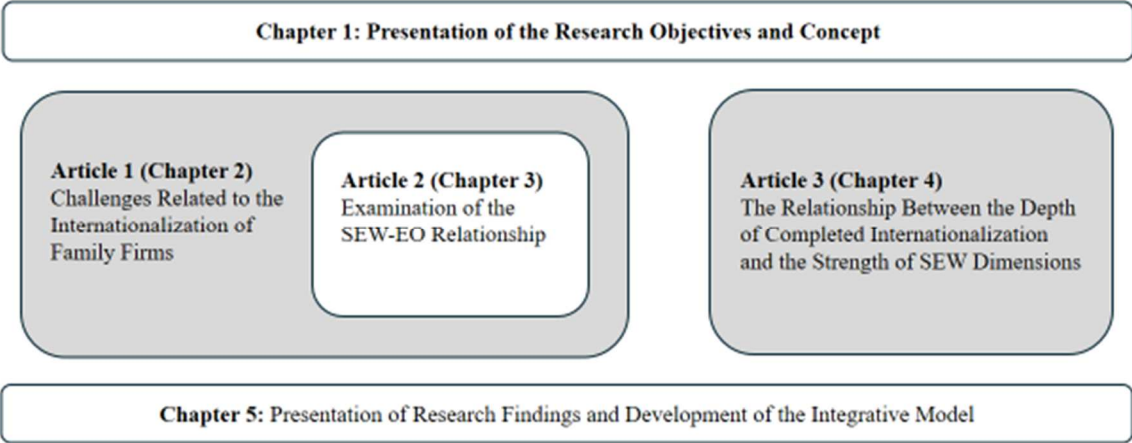 Chapter 1: Presentation of the Research Objectives and Concept
Article 1 (Chapter 2)
Challenges Related to the
Internationalization of
Family Firms
Article 2 (Chapter 3)
Examination of the
SEW-EO Relationship
Article 3 (Chapter 4)
The Relationship Between the Depth
of Completed Internationalization
and the Strength of SEW Dimensions
Chapter 5: Presentation of Research Findings and Development of the Integrative Model